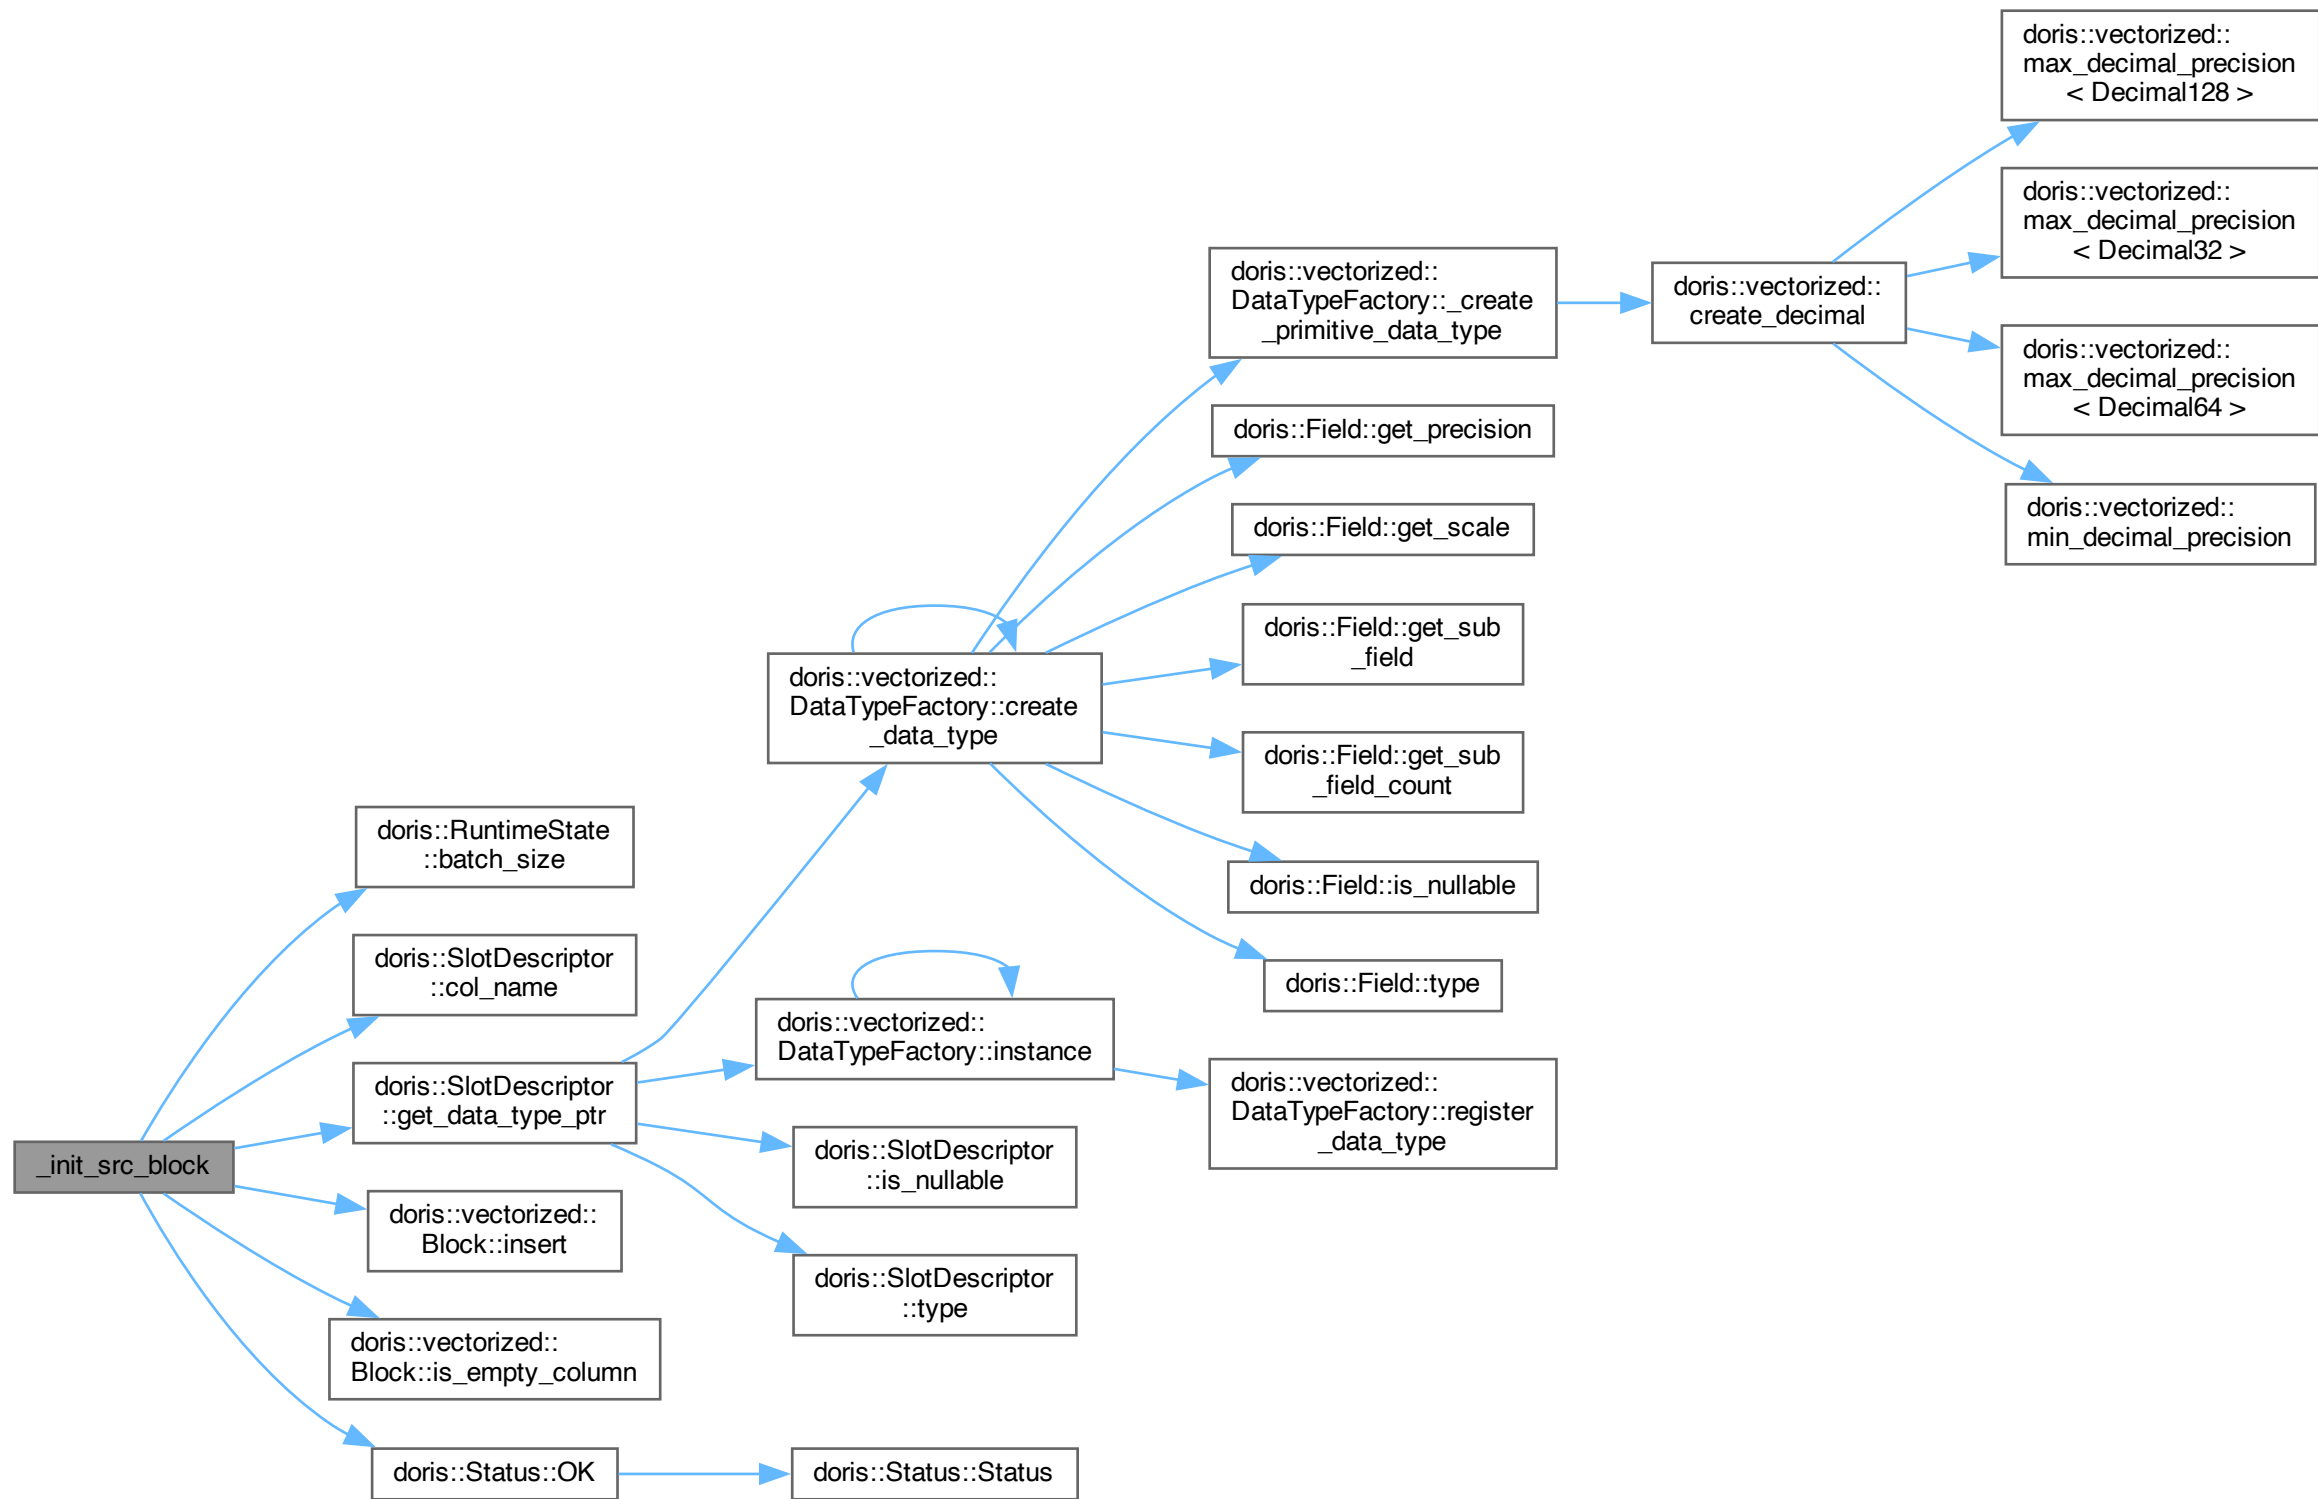 _init_src_block
doris::RuntimeState
::batch_size
doris::SlotDescriptor
::col_name
doris::SlotDescriptor
::get_data_type_ptr
doris::vectorized::
Block::insert
doris::vectorized::
Block::is_empty_column
doris::Status::OK
doris::vectorized::
DataTypeFactory::create
_data_type
doris::vectorized::
DataTypeFactory::instance
doris::SlotDescriptor
::is_nullable
doris::SlotDescriptor
::type
doris::Status::Status
doris::vectorized::
DataTypeFactory::_create
_primitive_data_type
doris::Field::get_precision
doris::Field::get_scale
doris::Field::get_sub
_field
doris::Field::get_sub
_field_count
doris::Field::is_nullable
doris::Field::type
doris::vectorized::
DataTypeFactory::register
_data_type
doris::vectorized::
create_decimal
doris::vectorized::
max_decimal_precision
< Decimal128 >
doris::vectorized::
max_decimal_precision
< Decimal32 >
doris::vectorized::
max_decimal_precision
< Decimal64 >
doris::vectorized::
min_decimal_precision